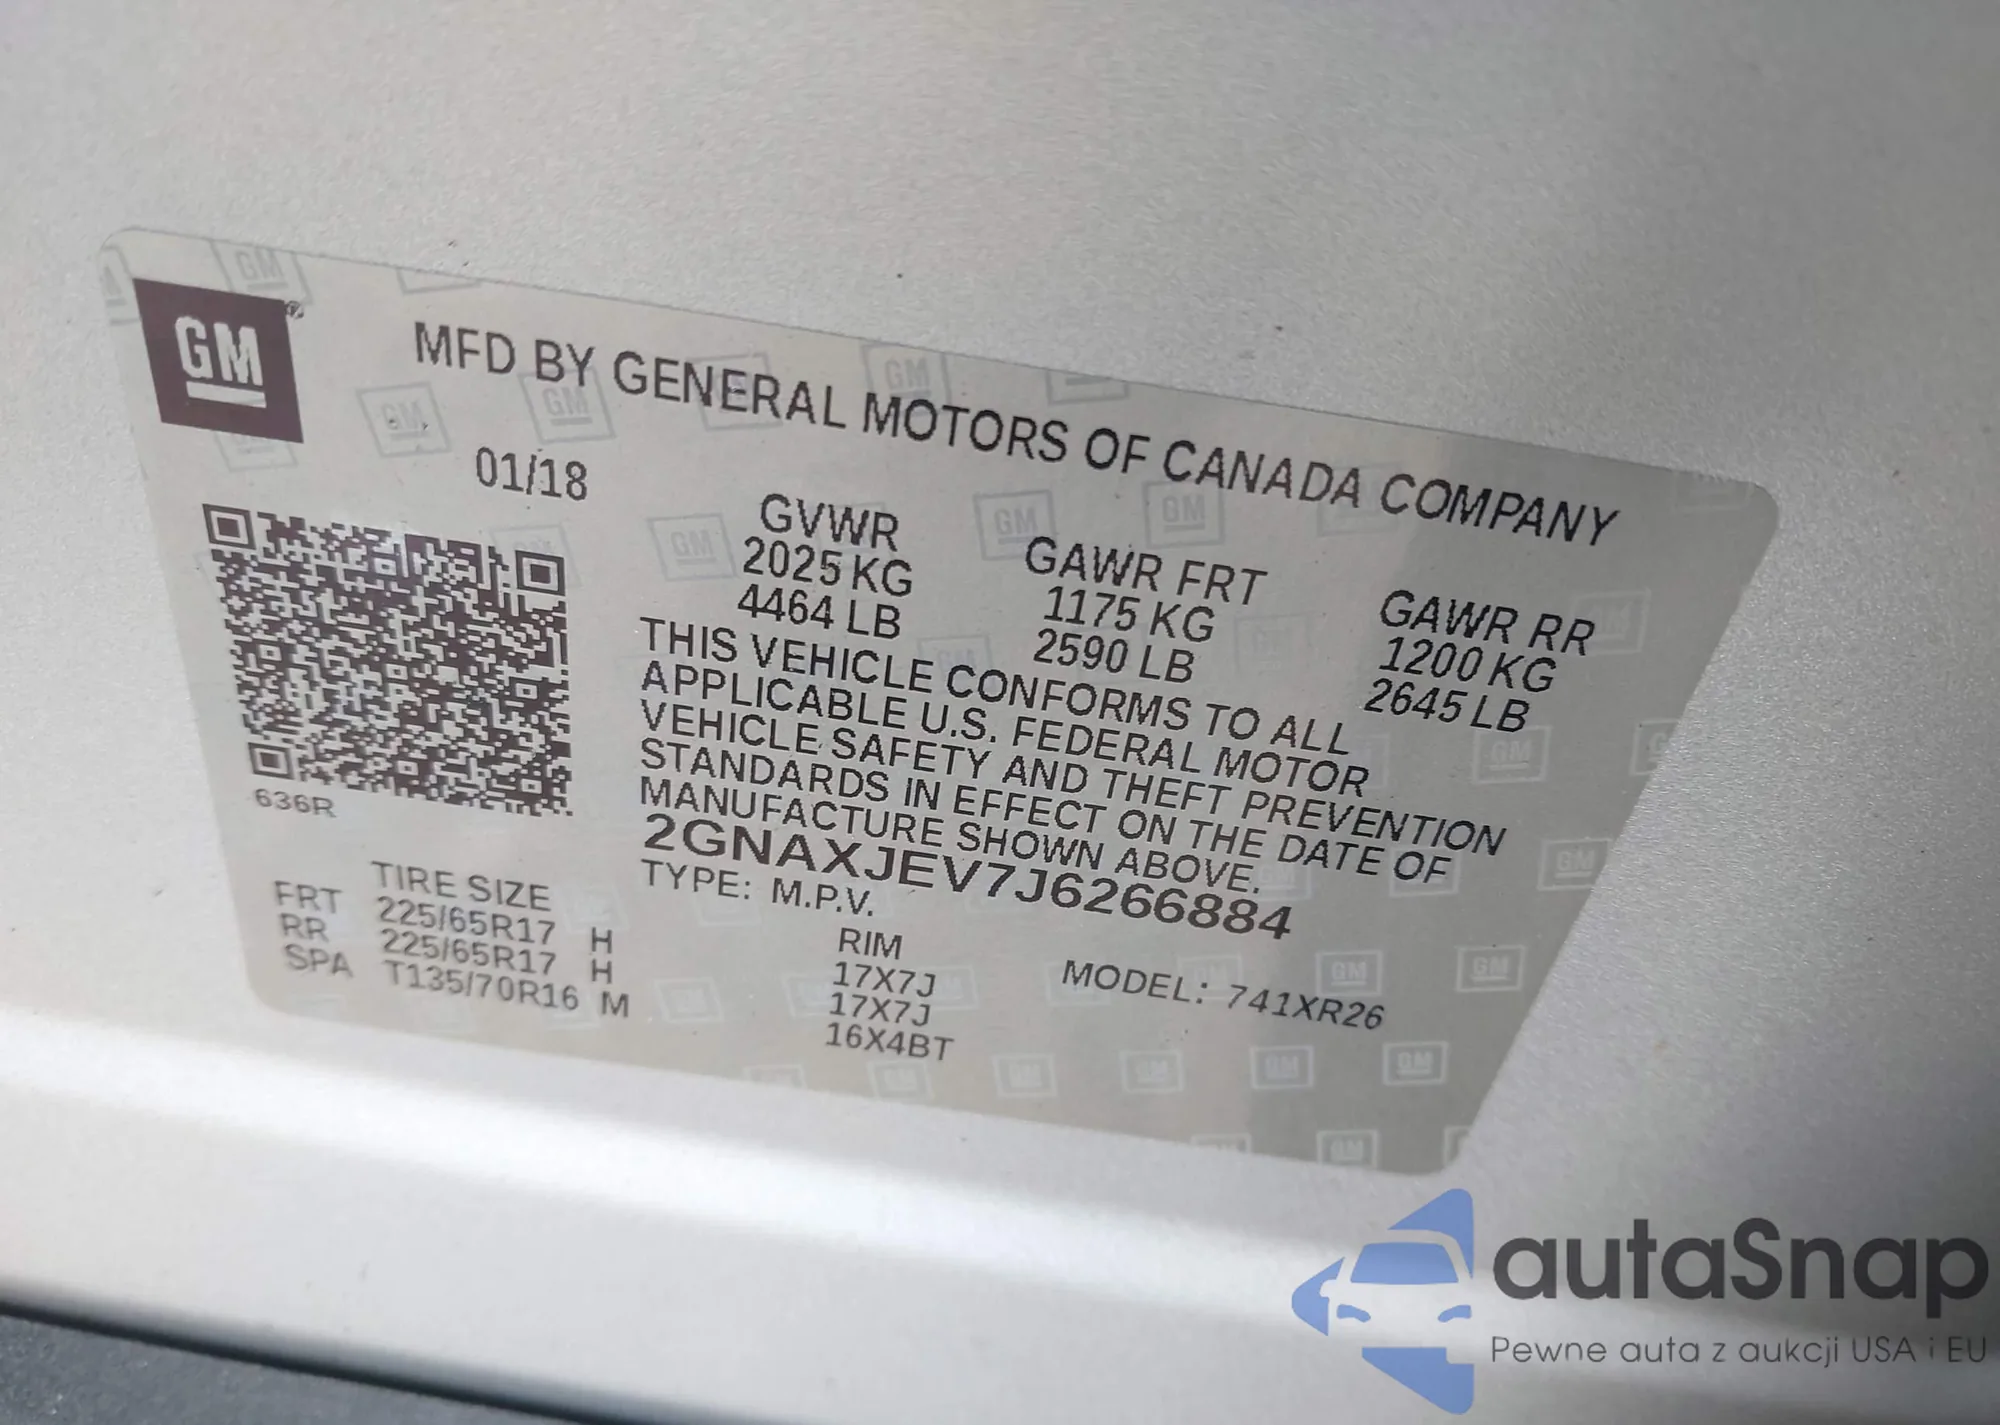 GM
MFD BY GENERAL MOTORS OF CANADA COMPANY
01/18
GVWR
2025 KG
4464 LB
GAWR FRT
1175 KG
2590 LB
GAWR RR
1200 KG
2645 LB
THIS VEHICLE CONFORMS TO ALL
APPLICABLE U.S. FEDERAL MOTOR
VEHICLE SAFETY AND THEFT PREVENTION
STANDARDS IN EFFECT ON THE DATE OF
MANUFACTURE SHOWN ABOVE.
2GNAXJEV7J6266884
TYPE: M.P.V.
636R
TIRE SIZE RIM
FRT 225/65R17 H 17X7J
RR 225/65R17 H 17X7J
SPA T135/70R16 M 16X4BT
MODEL: 741XR26
autaSnap
Pewne auta z aukcji USA i EU